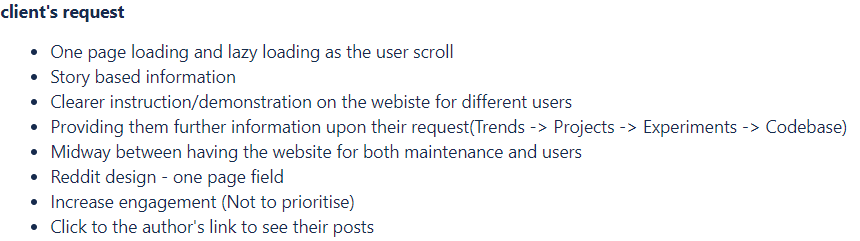 client's request
One page loading and lazy loading as the user scroll
Story based information
Clearer instruction/demonstration on the webiste for different users
Providing them further information upon their request(Trends -> Projects -> Experiments -> Codebase)
Midway between having the website for both maintenance and users
Reddit design - one page field
Increase engagement (Not to prioritise)
Click to the author's link to see their posts